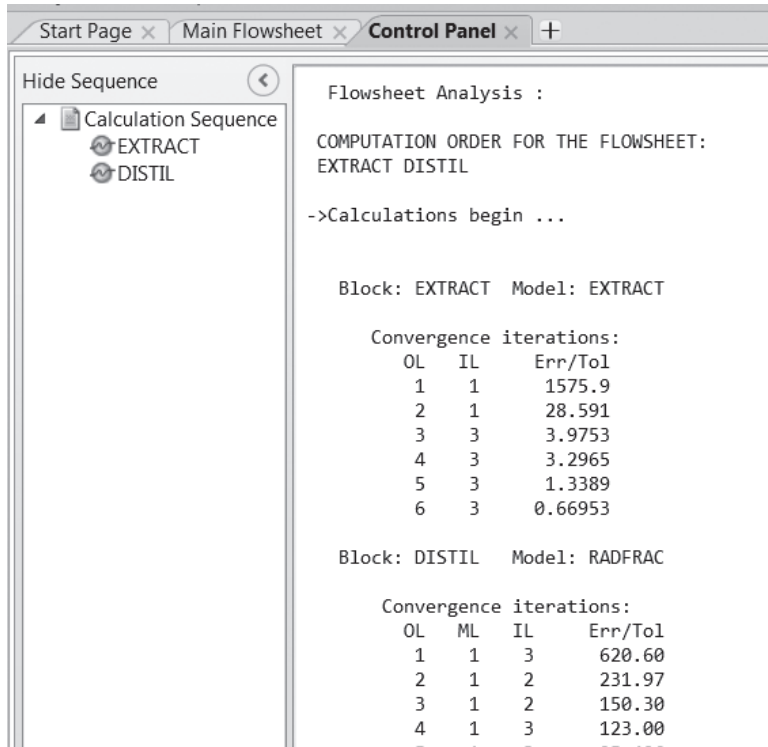 Start Page × Main Flowsheet × Control Panel × +
Hide Sequence
Calculation Sequence
EXTRACT
DISTIL
Flowsheet Analysis :
COMPUTATION ORDER FOR THE FLOWSHEET:
EXTRACT DISTIL
->Calculations begin ...
Block: EXTRACT Model: EXTRACT
Convergence iterations:
OL IL Err/Tol
1 1 1575.9
2 1 28.591
3 3 3.9753
4 3 3.2965
5 3 1.3389
6 3 0.66953
Block: DISTIL Model: RADFRAC
Convergence iterations:
OL ML IL Err/Tol
1 1 3 620.60
2 1 2 231.97
3 1 2 150.30
4 1 3 123.00